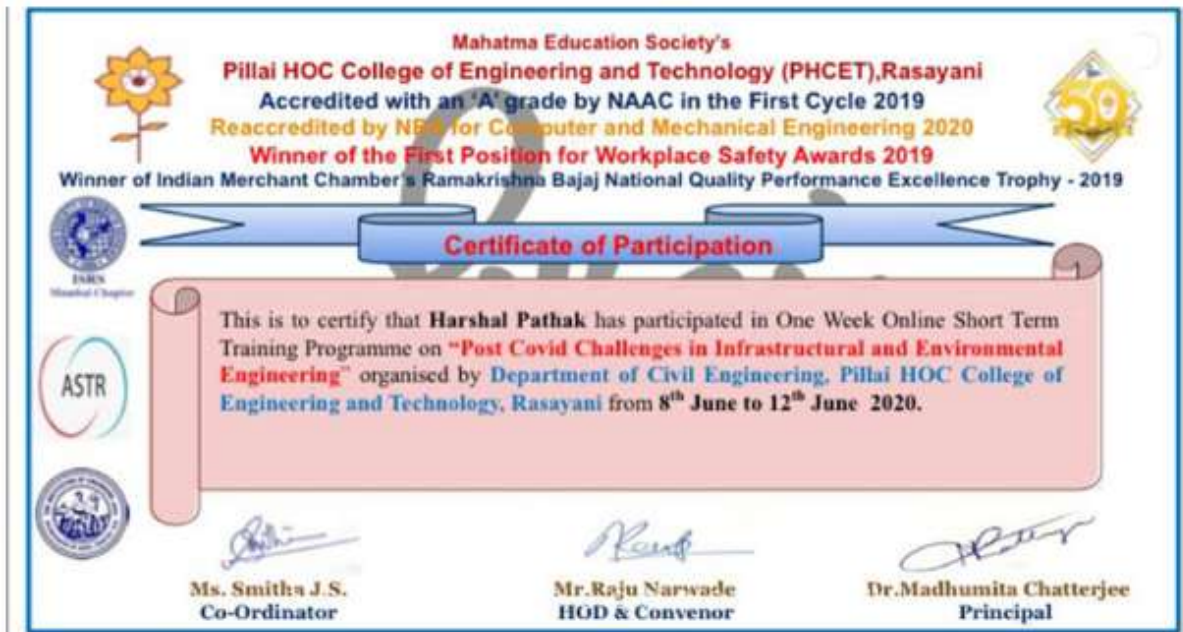 Mahatma Education Society's
Pillai HOC College of Engineering and Technology (PHCET),Rasayani
Accredited with an 'A' grade by NAAC in the First Cycle 2019
Reaccredited by NBA for Computer and Mechanical Engineering 2020
Winner of the First Position for Workplace Safety Awards 2019
Winner of Indian Merchant Chamber's Ramakrishna Bajaj National Quality Performance Excellence Trophy - 2019
50
Certificate of Participation
ISRS
Mumbai Chapter
This is to certify that Harshal Pathak has participated in One Week Online Short Term
Training Programme on "Post Covid Challenges in Infrastructural and Environmental
Engineering" organised by Department of Civil Engineering, Pillai HOC College of
Engineering and Technology, Rasayani from 8th June to 12th June 2020.
ASTR
Ms. Smitha J.S.
Co-Ordinator
Mr.Raju Narwade
HOD & Convenor
Dr.Madhumita Chatterjee
Principal